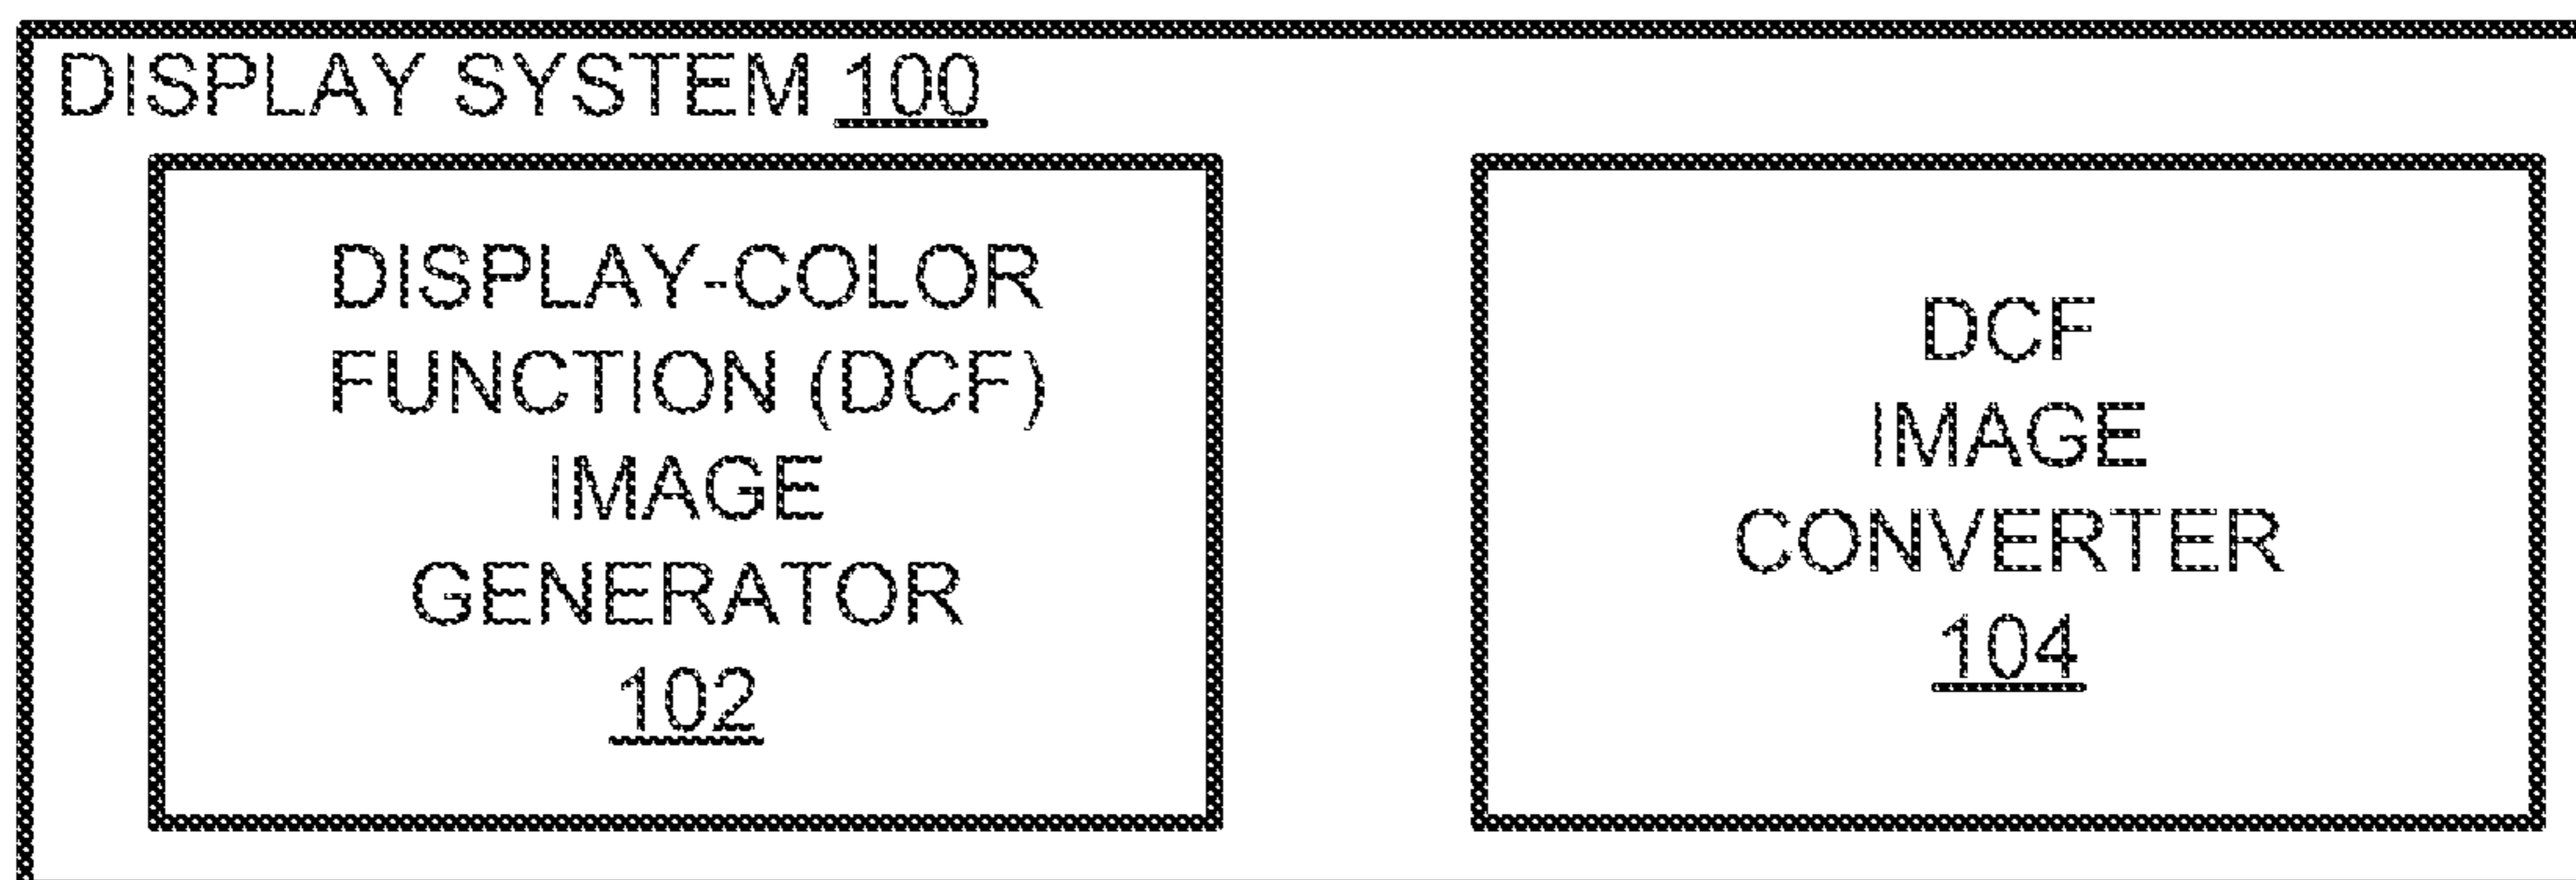 DISPLAY SYSTEM 100
DISPLAY-COLOR
FUNCTION (DCF)
IMAGE
GENERATOR
102
DCF
IMAGE
CONVERTER
104